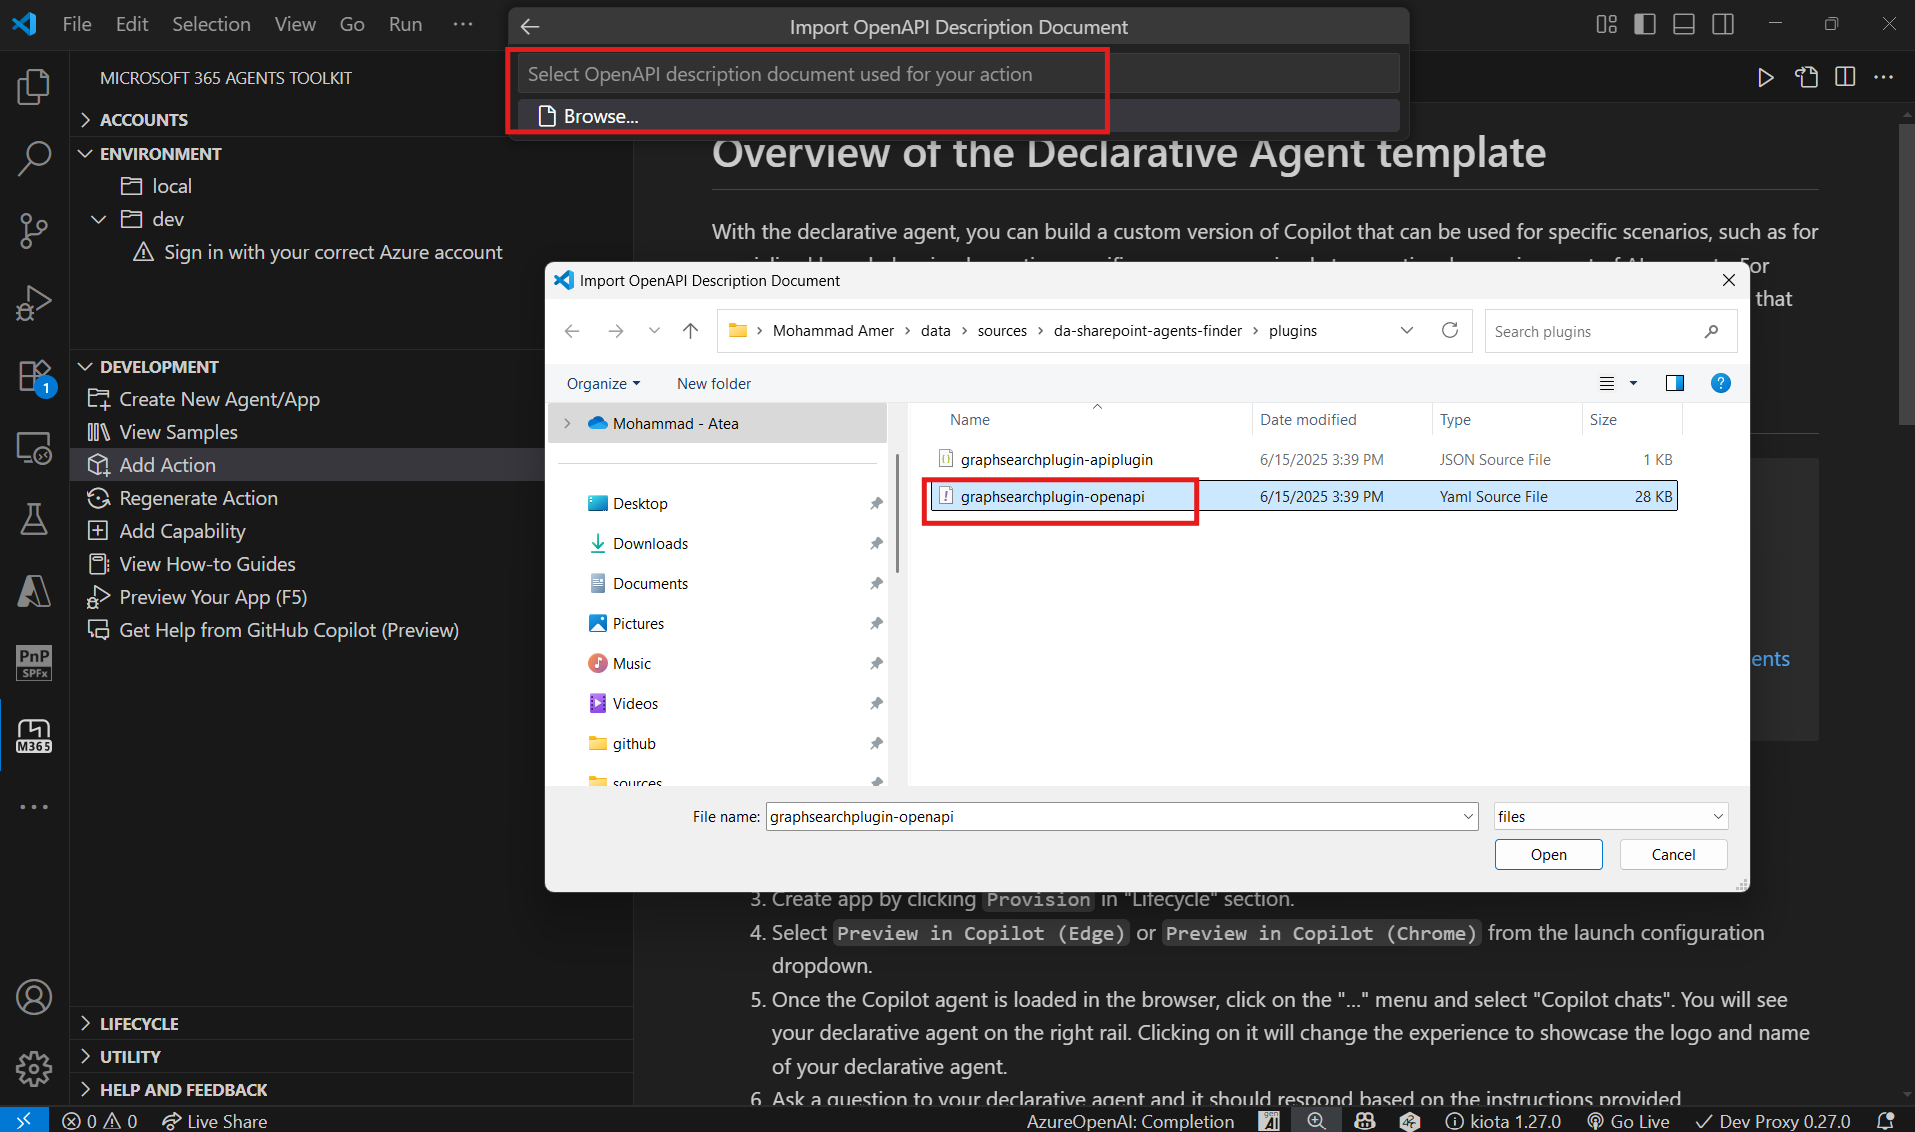 File Edit Selection View Go Run ···
Import OpenAPI Description Document
Select OpenAPI description document used for your action
Browse...
MICROSOFT 365 AGENTS TOOLKIT
ACCOUNTS
ENVIRONMENT
local
dev
Sign in with your correct Azure account
DEVELOPMENT
Create New Agent/App
View Samples
Add Action
Regenerate Action
Add Capability
View How-to Guides
Preview Your App (F5)
Get Help from GitHub Copilot (Preview)
LIFECYCLE
UTILITY
HELP AND FEEDBACK
1
PnP
SPFx
M365
Overview of the Declarative Agent template
With the declarative agent, you can build a custom version of Copilot that can be used for specific scenarios, such as for
that
ents
Import OpenAPI Description Document
Mohammad Amer › data › sources › da-sharepoint-agents-finder › plugins
Search plugins
Organize New folder
Mohammad - Atea
Desktop
Downloads
Documents
Pictures
Music
Videos
github
sources
Name Date modified Type Size
graphsearchplugin-apiplugin 6/15/2025 3:39 PM JSON Source File 1 KB
graphsearchplugin-openapi 6/15/2025 3:39 PM Yaml Source File 28 KB
File name: graphsearchplugin-openapi files
Open Cancel
3. Create app by clicking Provision in "Lifecycle" section.
4. Select Preview in Copilot (Edge) or Preview in Copilot (Chrome) from the launch configuration
dropdown.
5. Once the Copilot agent is loaded in the browser, click on the "..." menu and select "Copilot chats". You will see
your declarative agent on the right rail. Clicking on it will change the experience to showcase the logo and name
of your declarative agent.
6. Ask a question to your declarative agent and it should respond based on the instructions provided
0 0 Live Share AzureOpenAI: Completion kiota 1.27.0 Go Live Dev Proxy 0.27.0